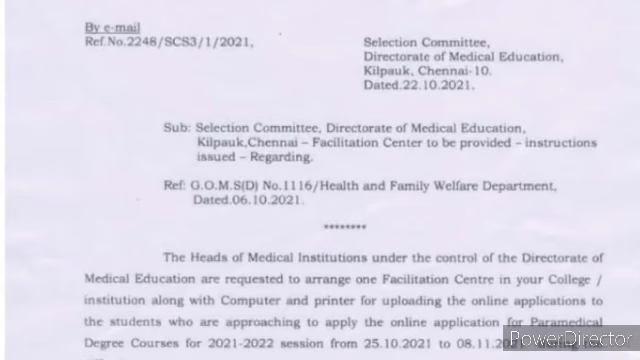 By e-mail
Ref.No.2248/SCS3/1/2021,
Selection Committee,
Directorate of Medical Education,
Kilpauk, Chennai-10.
Dated.22.10.2021.
Sub: Selection Committee, Directorate of Medical Education,
Kilpauk,Chennai – Facilitation Center to be provided – instructions
issued – Regarding.
Ref: G.O.M.S(D) No.1116/Health and Family Welfare Department,
Dated.06.10.2021.
********
The Heads of Medical Institutions under the control of the Directorate of
Medical Education are requested to arrange one Facilitation Centre in your College /
institution along with Computer and printer for uploading the online applications to
the students who are approaching to apply the online application for Paramedical
Degree Courses for 2021-2022 session from 25.10.2021 to 08.11.
PowerDirector